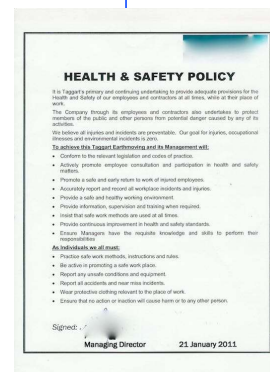 HEALTH & SAFETY POLICY
It is Taggart's primary and continuing undertaking to provide adequate provisions for the
Health and Safety of our employees and contractors at all times, while at their place of
work.
The Company through its employees and contractors also undertakes to protect
members of the public and other persons from potential danger caused by any of its
activities.
We believe all injuries and incidents are preventable. Our goal for injuries, occupational
illnesses and environmental incidents is zero.
To achieve this Taggart Earthmoving and its Management will:
• Conform to the relevant legislation and codes of practice.
• Actively promote employee consultation and participation in health and safety
matters.
• Promote a safe and early return to work of injured employees.
• Accurately report and record all workplace incidents and injuries.
• Provide a safe and healthy working environment
• Provide information, supervision and training when required.
• Insist that safe work methods are used at all times.
• Provide continuous improvement in health and safety standards.
• Ensure Managers have the requisite knowledge and skills to perform their
responsibilities
As individuals we all must:
• Practice safe work methods, instructions and rules.
• Be active in promoting a safe work place.
• Report any unsafe conditions and equipment.
• Report all accidents and near miss incidents.
• Wear protective clothing relevant to the place of work.
• Ensure that no action or inaction will cause harm to any other person.
Signed:
Managing Director 21 January 2011